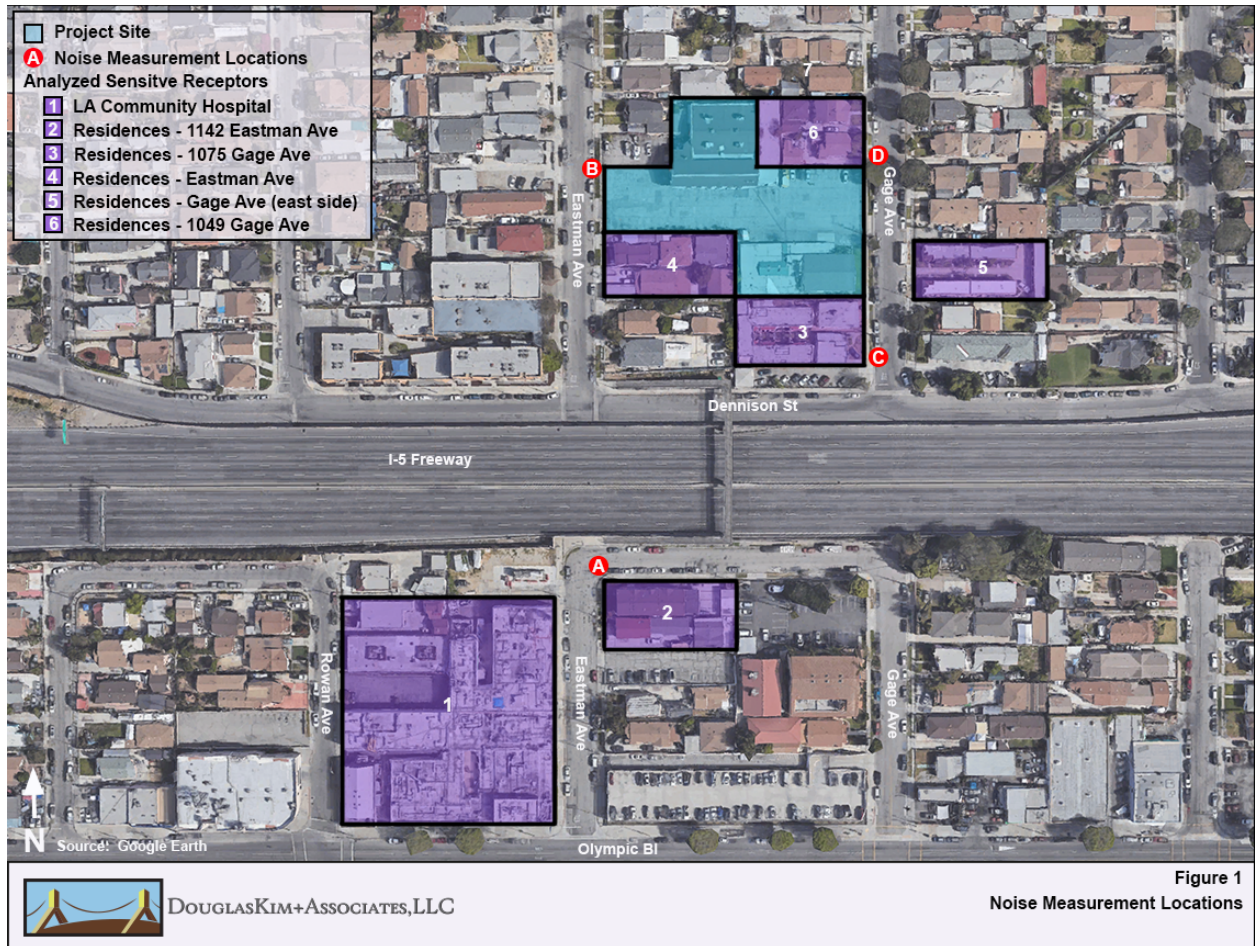 Project Site
A Noise Measurement Locations
Analyzed Sensitve Receptors
1 LA Community Hospital
2 Residences - 1142 Eastman Ave
3 Residences - 1075 Gage Ave
4 Residences - Eastman Ave
5 Residences - Gage Ave (east side)
6 Residences - 1049 Gage Ave
7
6
B
D
Eastman Ave
Gage Ave
4
5
3
C
Dennison St
I-5 Freeway
A
2
Rowan Ave
1
Eastman Ave
Gage Ave
N
Source: Google Earth
Olympic Bl
DOUGLASKIM+ASSOCIATES,LLC
Figure 1
Noise Measurement Locations